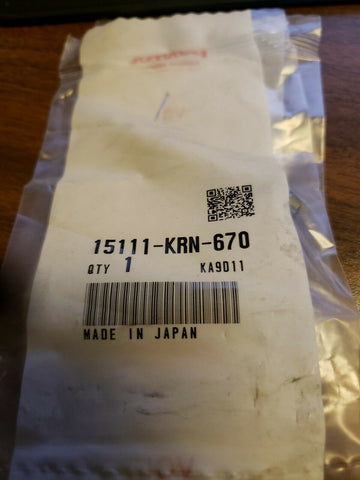 15111-KRN-670
QTY 1 KA9D11
MADE IN JAPAN